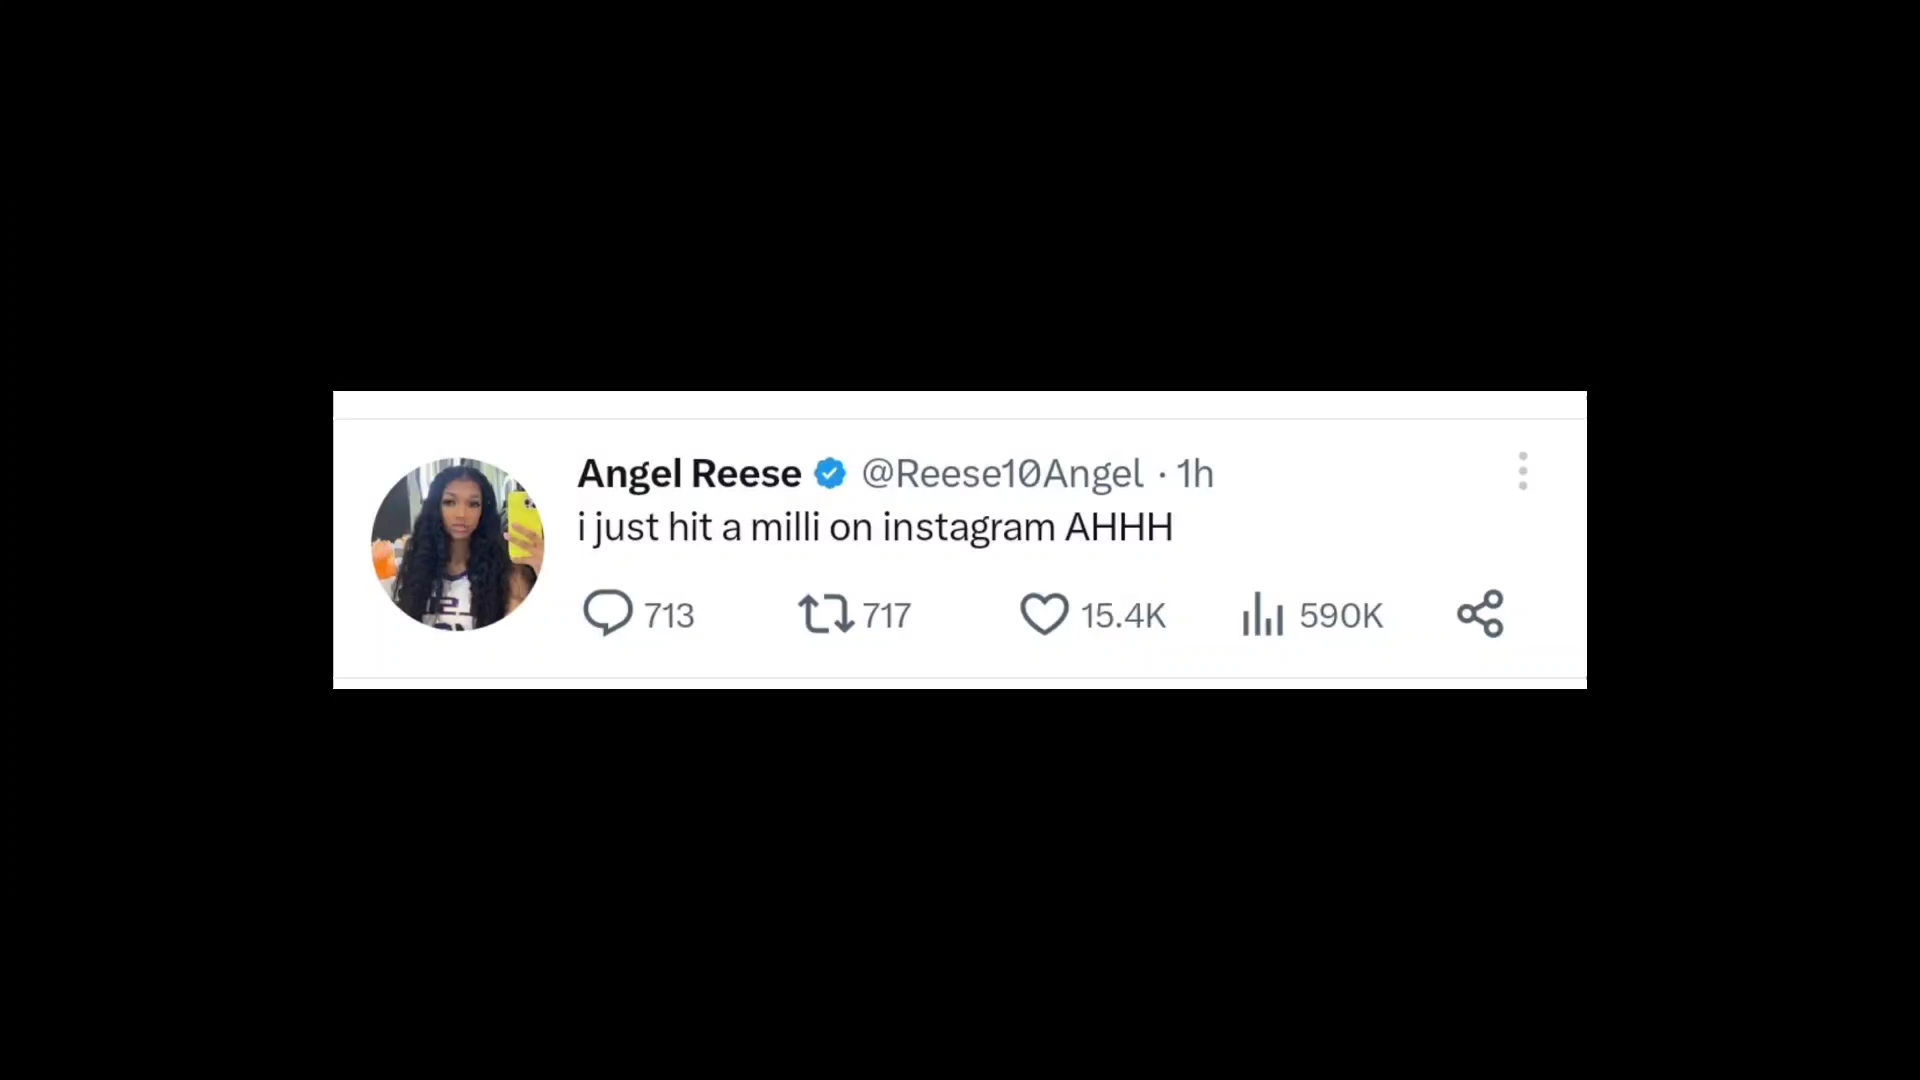 Angel Reese @Reese10Angel · 1h
i just hit a milli on instagram AHHH
713 717 15.4K 590K